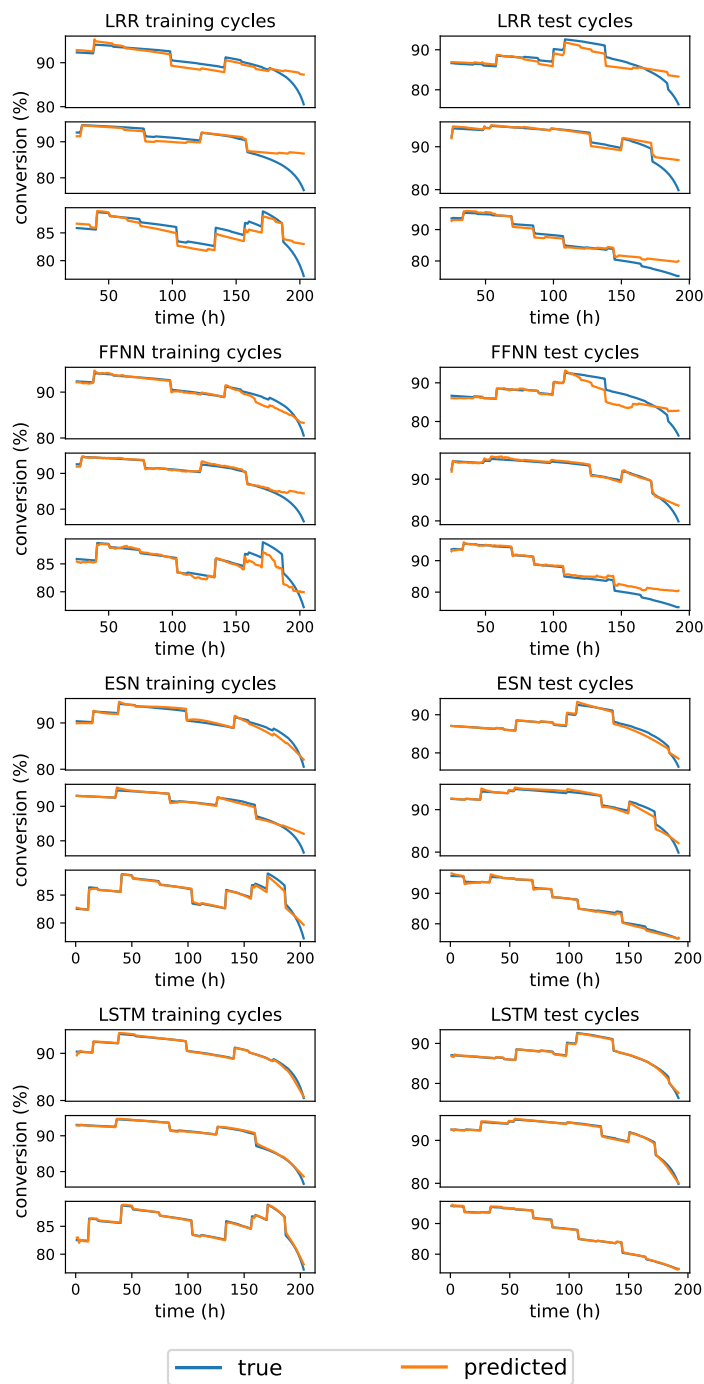 LRR training cycles
LRR test cycles
90
80
90
80
90
80
90
80
85
80
90
80
50 100 150 200
50 100 150 200
conversion (%)
time (h)
time (h)
FFNN training cycles
FFNN test cycles
90
80
90
80
90
80
90
80
85
80
90
80
50 100 150 200
50 100 150 200
conversion (%)
time (h)
time (h)
ESN training cycles
ESN test cycles
90
80
90
80
90
80
90
80
85
80
90
80
0 50 100 150 200
0 50 100 150 200
conversion (%)
time (h)
time (h)
LSTM training cycles
LSTM test cycles
90
80
90
80
90
80
90
80
85
80
90
80
0 50 100 150 200
0 50 100 150 200
conversion (%)
time (h)
time (h)
true predicted